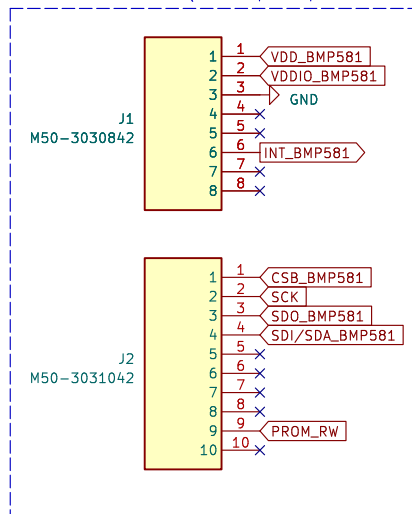 J1
M50-3030842
1 1 VDD_BMP581
2 2 VDDIO_BMP581
3 3 GND
4 4
5 5
6 6 INT_BMP581
7 7
8 8
J2
M50-3031042
1 1 CSB_BMP581
2 2 SCK
3 3 SDO_BMP581
4 4 SDI/SDA_BMP581
5 5
6 6
7 7
8 8
9 9 PROM_RW
10 10